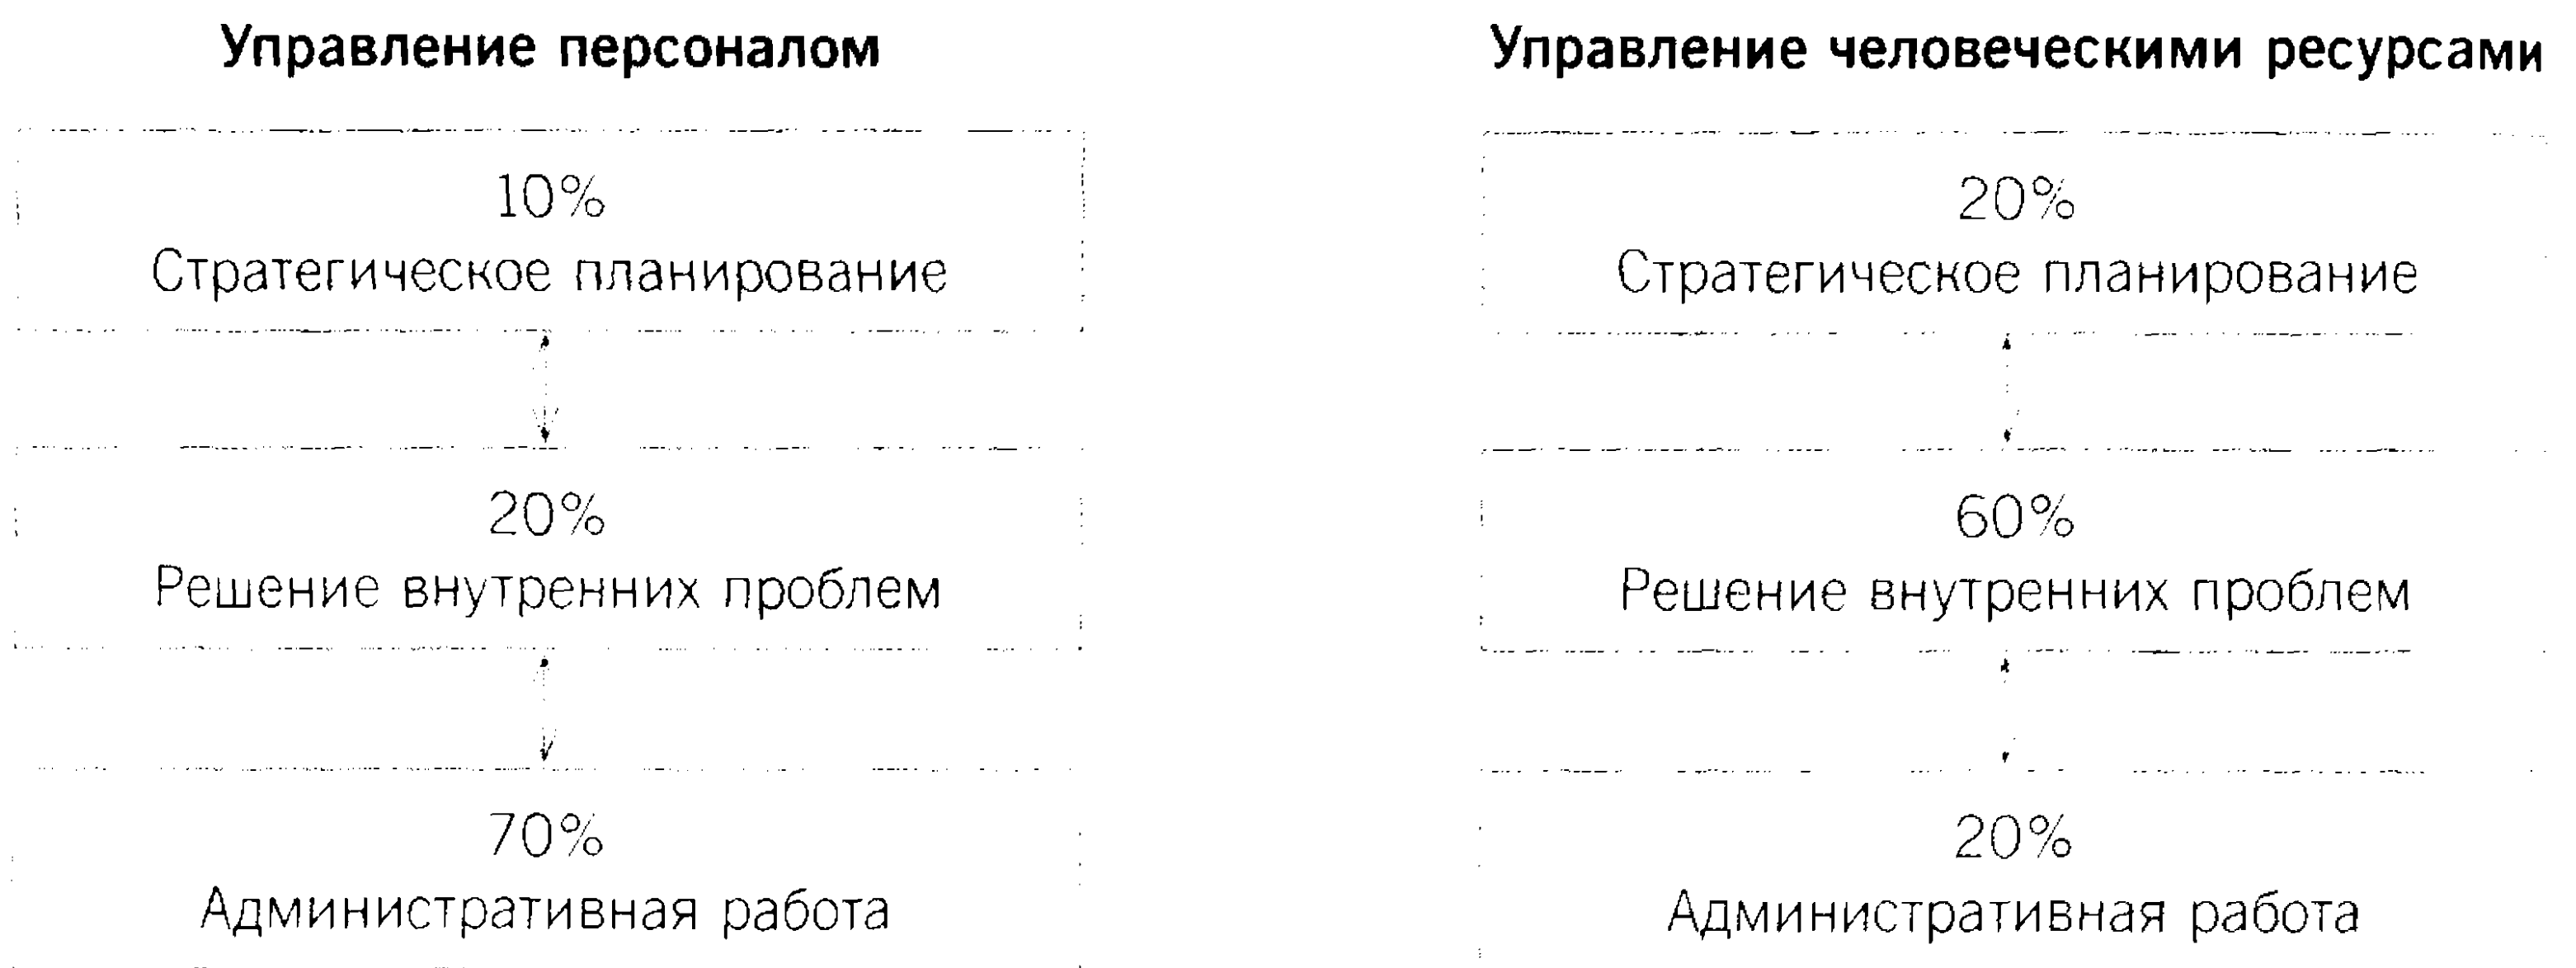 Управление персоналом
10%
Стратегическое планирование
20%
Решение внутренних проблем
70%
Административная работа
Управление человеческими ресурсами
20%
Стратегическое планирование
60%
Решение внутренних проблем
20%
Административная работа